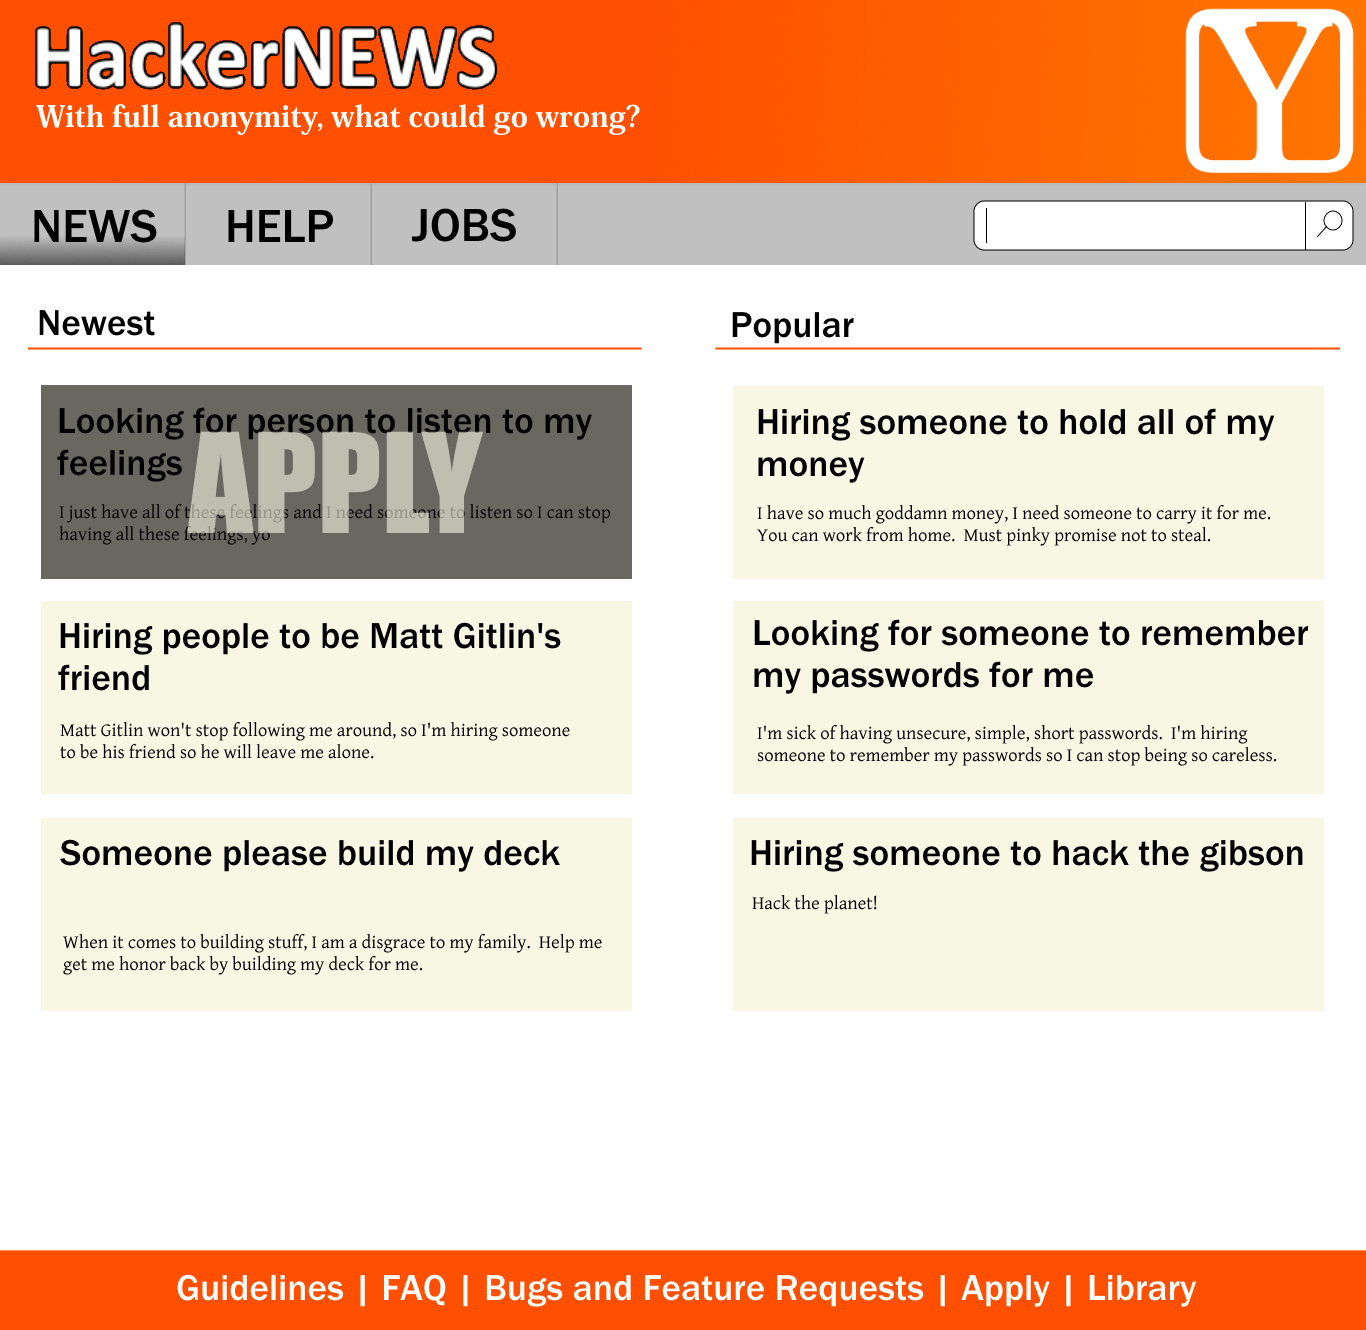 HackerNEWS
With full anonymity, what could go wrong?
Y
NEWS
HELP
JOBS
Newest
Looking for person to listen to my
feelings
APPLY
I just have all of these feelings and I need someone to listen so I can stop
having all these feelings, yo
Hiring people to be Matt Gitlin's
friend
Matt Gitlin won't stop following me around, so I'm hiring someone
to be his friend so he will leave me alone.
Someone please build my deck
When it comes to building stuff, I am a disgrace to my family.  Help me
get me honor back by building my deck for me.
Popular
Hiring someone to hold all of my
money
I have so much goddamn money, I need someone to carry it for me.
You can work from home.  Must pinky promise not to steal.
Looking for someone to remember
my passwords for me
I'm sick of having unsecure, simple, short passwords.  I'm hiring
someone to remember my passwords so I can stop being so careless.
Hiring someone to hack the gibson
Hack the planet!
Guidelines | FAQ | Bugs and Feature Requests | Apply | Library